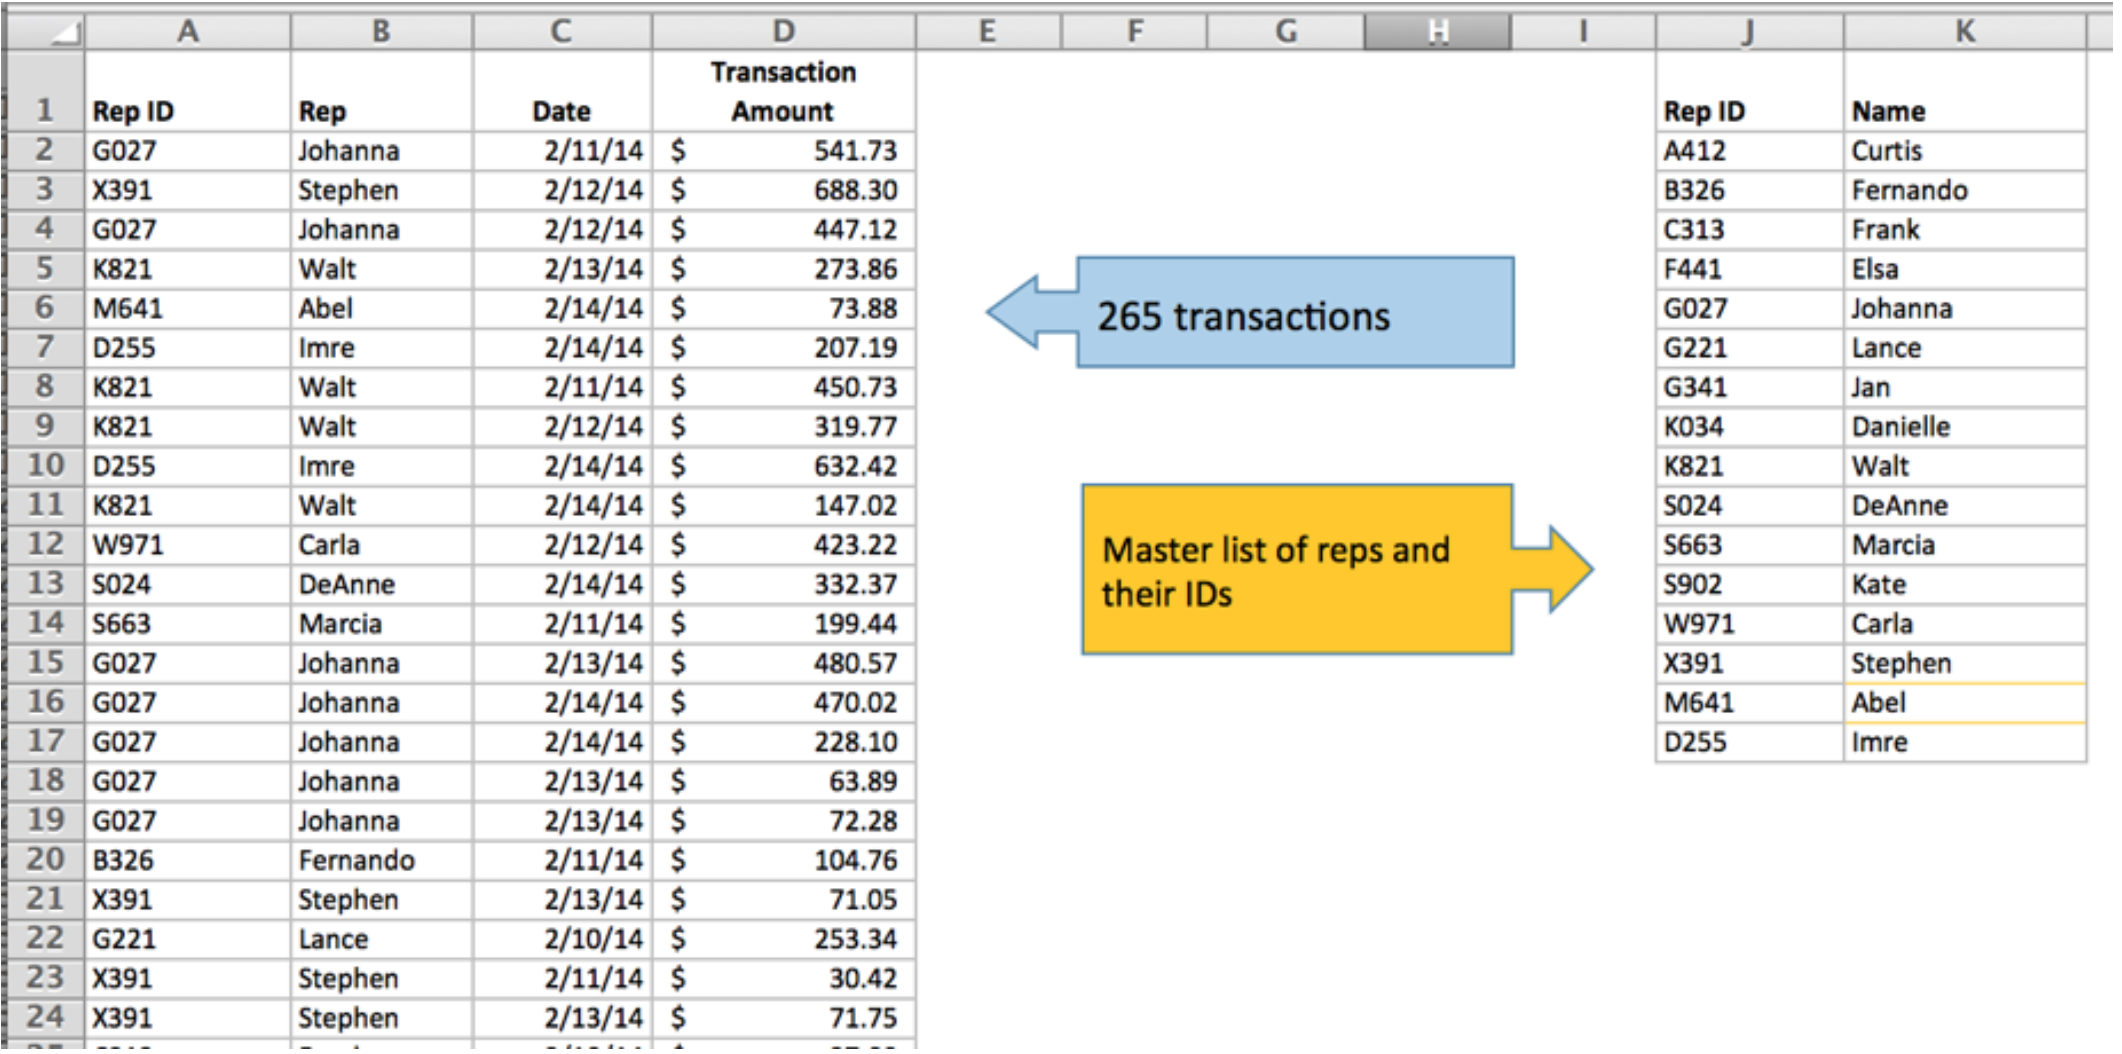 A B C D E F G H I J K
Transaction
1 Rep ID Rep Date Amount Rep ID Name
2 G027 Johanna 2/11/14 $ 541.73 A412 Curtis
3 X391 Stephen 2/12/14 $ 688.30 B326 Fernando
4 G027 Johanna 2/12/14 $ 447.12 C313 Frank
5 K821 Walt 2/13/14 $ 273.86 F441 Elsa
6 M641 Abel 2/14/14 $ 73.88 265 transactions G027 Johanna
7 D255 Imre 2/14/14 $ 207.19 G221 Lance
8 K821 Walt 2/11/14 $ 450.73 G341 Jan
9 K821 Walt 2/12/14 $ 319.77 K034 Danielle
10 D255 Imre 2/14/14 $ 632.42 K821 Walt
11 K821 Walt 2/14/14 $ 147.02 S024 DeAnne
12 W971 Carla 2/12/14 $ 423.22 Master list of reps and S663 Marcia
13 S024 DeAnne 2/14/14 $ 332.37 their IDs S902 Kate
14 S663 Marcia 2/11/14 $ 199.44 W971 Carla
15 G027 Johanna 2/13/14 $ 480.57 X391 Stephen
16 G027 Johanna 2/14/14 $ 470.02 M641 Abel
17 G027 Johanna 2/14/14 $ 228.10 D255 Imre
18 G027 Johanna 2/13/14 $ 63.89
19 G027 Johanna 2/13/14 $ 72.28
20 B326 Fernando 2/11/14 $ 104.76
21 X391 Stephen 2/13/14 $ 71.05
22 G221 Lance 2/10/14 $ 253.34
23 X391 Stephen 2/11/14 $ 30.42
24 X391 Stephen 2/13/14 $ 71.75